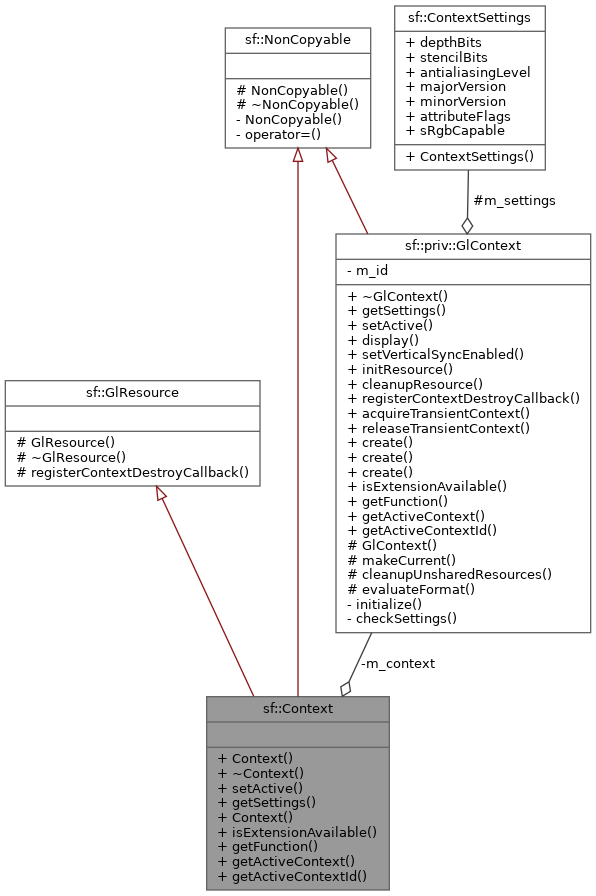 sf::NonCopyable
# NonCopyable()
# ~NonCopyable()
- NonCopyable()
- operator=()
sf::ContextSettings
+ depthBits
+ stencilBits
+ antialiasingLevel
+ majorVersion
+ minorVersion
+ attributeFlags
+ sRgbCapable
+ ContextSettings()
#m_settings
sf::priv::GlContext
- m_id
+ ~GlContext()
+ getSettings()
+ setActive()
+ display()
+ setVerticalSyncEnabled()
+ initResource()
+ cleanupResource()
+ registerContextDestroyCallback()
+ acquireTransientContext()
+ releaseTransientContext()
+ create()
+ create()
+ create()
+ isExtensionAvailable()
+ getFunction()
+ getActiveContext()
+ getActiveContextId()
# GlContext()
# makeCurrent()
# cleanupUnsharedResources()
# evaluateFormat()
- initialize()
- checkSettings()
sf::GlResource
# GlResource()
# ~GlResource()
# registerContextDestroyCallback()
-m_context
sf::Context
+ Context()
+ ~Context()
+ setActive()
+ getSettings()
+ Context()
+ isExtensionAvailable()
+ getFunction()
+ getActiveContext()
+ getActiveContextId()